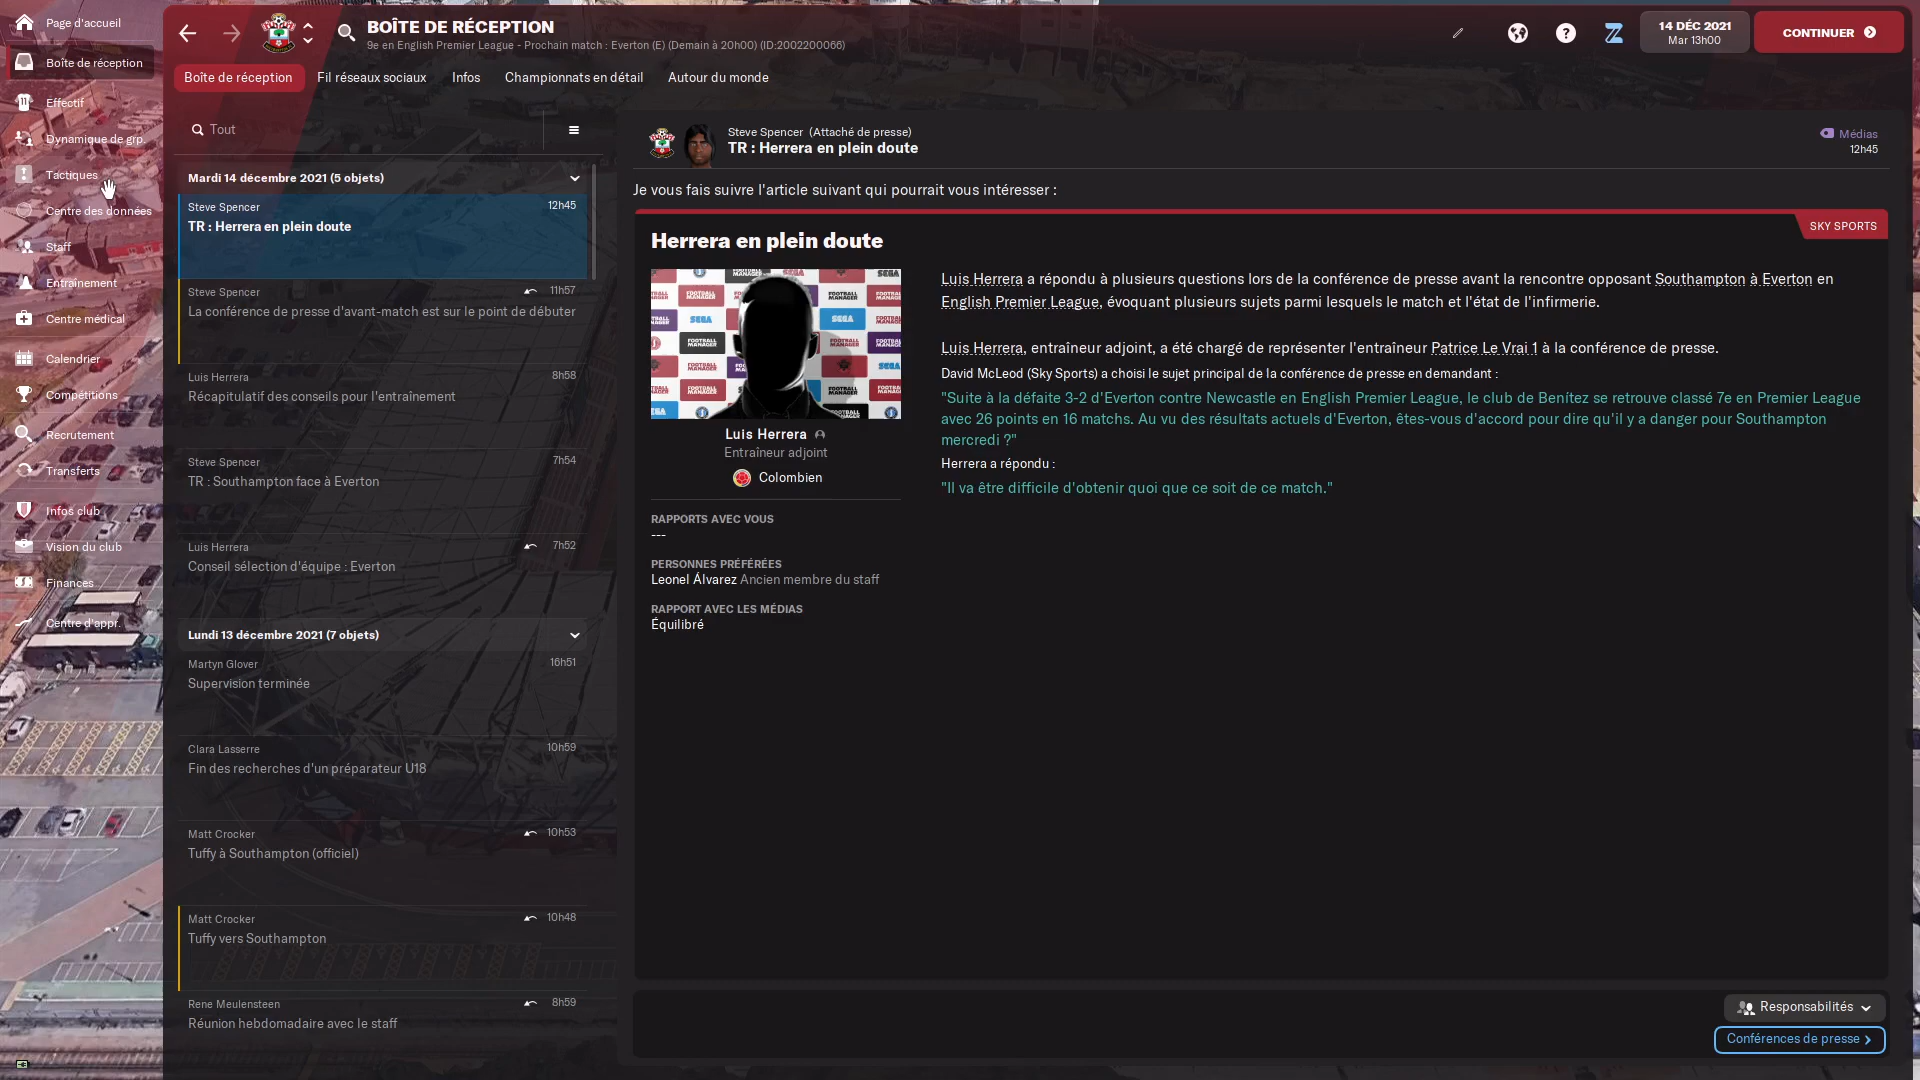 Page d'accueil
Boîte de réception
Effectif
Dynamique de grp.
Tactiques
Centre des données
Staff
Entraînement
Centre médical
Calendrier
Compétitions
Recrutement
Transferts
Infos club
Vision du club
Finances
Centre d'appr.
BOÎTE DE RÉCEPTION
9e en English Premier League - Prochain match : Everton (E) (Demain à 20h00) (ID:2002200066)
14 DÉC 2021
Mar 13h00
CONTINUER
Boîte de réception
Fil réseaux sociaux
Infos
Championnats en détail
Autour du monde
Tout
Mardi 14 décembre 2021 (5 objets)
Steve Spencer 12h45
TR : Herrera en plein doute
Steve Spencer 11h57
La conférence de presse d'avant-match est sur le point de débuter
Luis Herrera 8h58
Récapitulatif des conseils pour l'entraînement
Steve Spencer 7h54
TR : Southampton face à Everton
Luis Herrera 7h52
Conseil sélection d'équipe : Everton
Lundi 13 décembre 2021 (7 objets)
Martyn Glover 16h51
Supervision terminée
Clara Lasserre 10h59
Fin des recherches d'un préparateur U18
Matt Crocker 10h53
Tuffy à Southampton (officiel)
Matt Crocker 10h48
Tuffy vers Southampton
Rene Meulensteen 8h59
Réunion hebdomadaire avec le staff
Steve Spencer (Attaché de presse)
TR : Herrera en plein doute
Médias
12h45
Je vous fais suivre l'article suivant qui pourrait vous intéresser :
SKY SPORTS
Herrera en plein doute
Luis Herrera
Entraîneur adjoint
Colombien
RAPPORTS AVEC VOUS
---
PERSONNES PRÉFÉRÉES
Leonel Álvarez Ancien membre du staff
RAPPORT AVEC LES MÉDIAS
Équilibré
Luis Herrera a répondu à plusieurs questions lors de la conférence de presse avant la rencontre opposant Southampton à Everton en
English Premier League, évoquant plusieurs sujets parmi lesquels le match et l'état de l'infirmerie.
Luis Herrera, entraîneur adjoint, a été chargé de représenter l'entraîneur Patrice Le Vrai 1 à la conférence de presse.
David McLeod (Sky Sports) a choisi le sujet principal de la conférence de presse en demandant :
"Suite à la défaite 3-2 d'Everton contre Newcastle en English Premier League, le club de Benítez se retrouve classé 7e en Premier League
avec 26 points en 16 matchs. Au vu des résultats actuels d'Everton, êtes-vous d'accord pour dire qu'il y a danger pour Southampton
mercredi ?"
Herrera a répondu :
"Il va être difficile d'obtenir quoi que ce soit de ce match."
Responsabilités
Conférences de presse